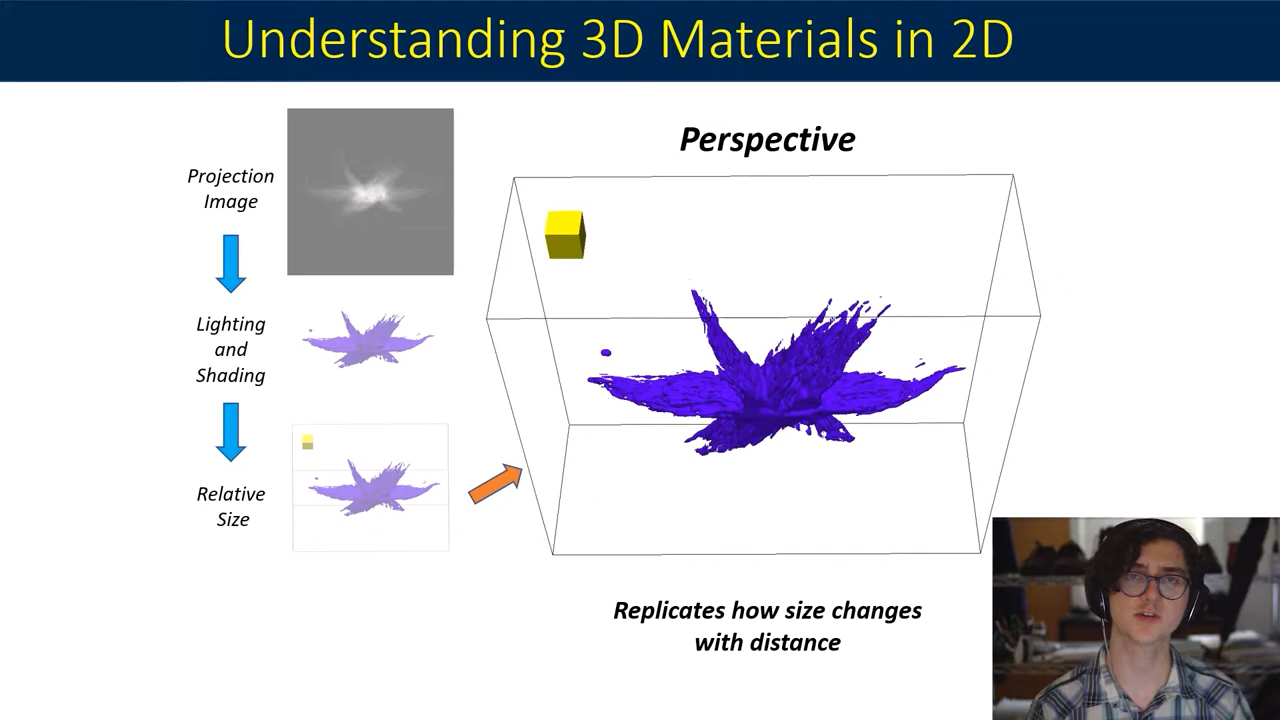 Understanding 3D Materials in 2D
Projection
Image
Lighting
and
Shading
Relative
Size
Perspective
Replicates how size changes
with distance